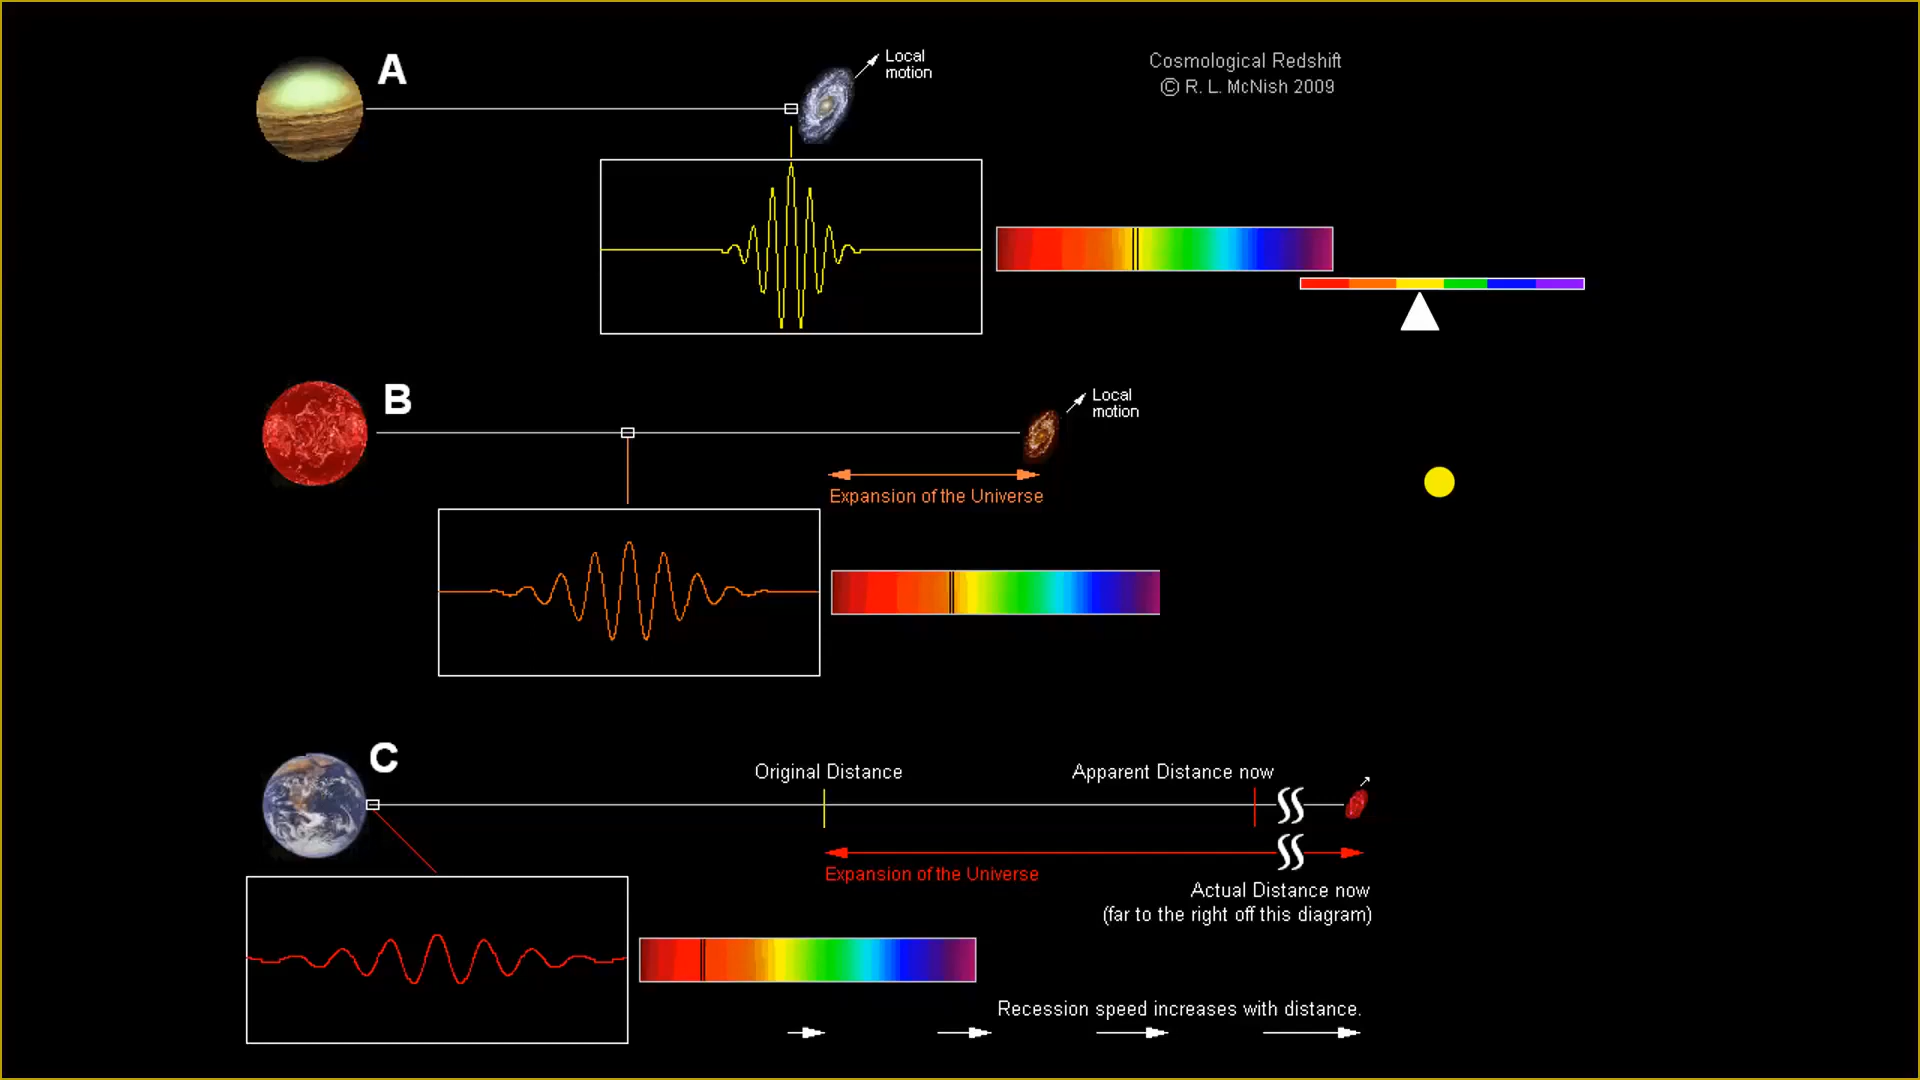 A
Local
motion
Cosmological Redshift
© R. L. McNish 2009
B
Local
motion
Expansion of the Universe
C
Original Distance
Apparent Distance now
Expansion of the Universe
Actual Distance now
(far to the right off this diagram)
Recession speed increases with distance.